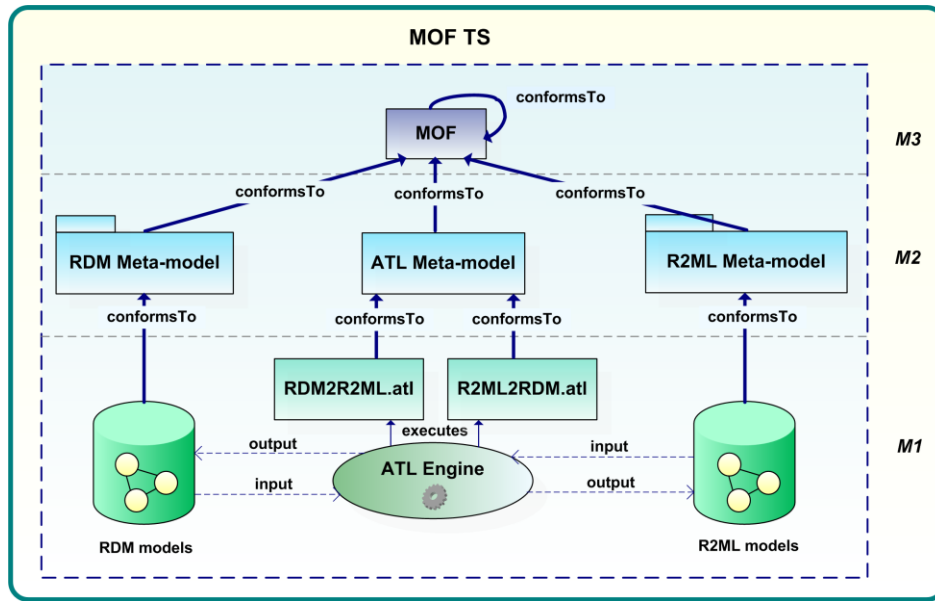 MOF TS
conformsTo
MOF
M3
conformsTo
conformsTo
conformsTo
RDM Meta-model
ATL Meta-model
R2ML Meta-model
M2
conformsTo
conformsTo
conformsTo
conformsTo
RDM2R2ML.atl
R2ML2RDM.atl
executes
output
input
M1
ATL Engine
input
output
RDM models
R2ML models